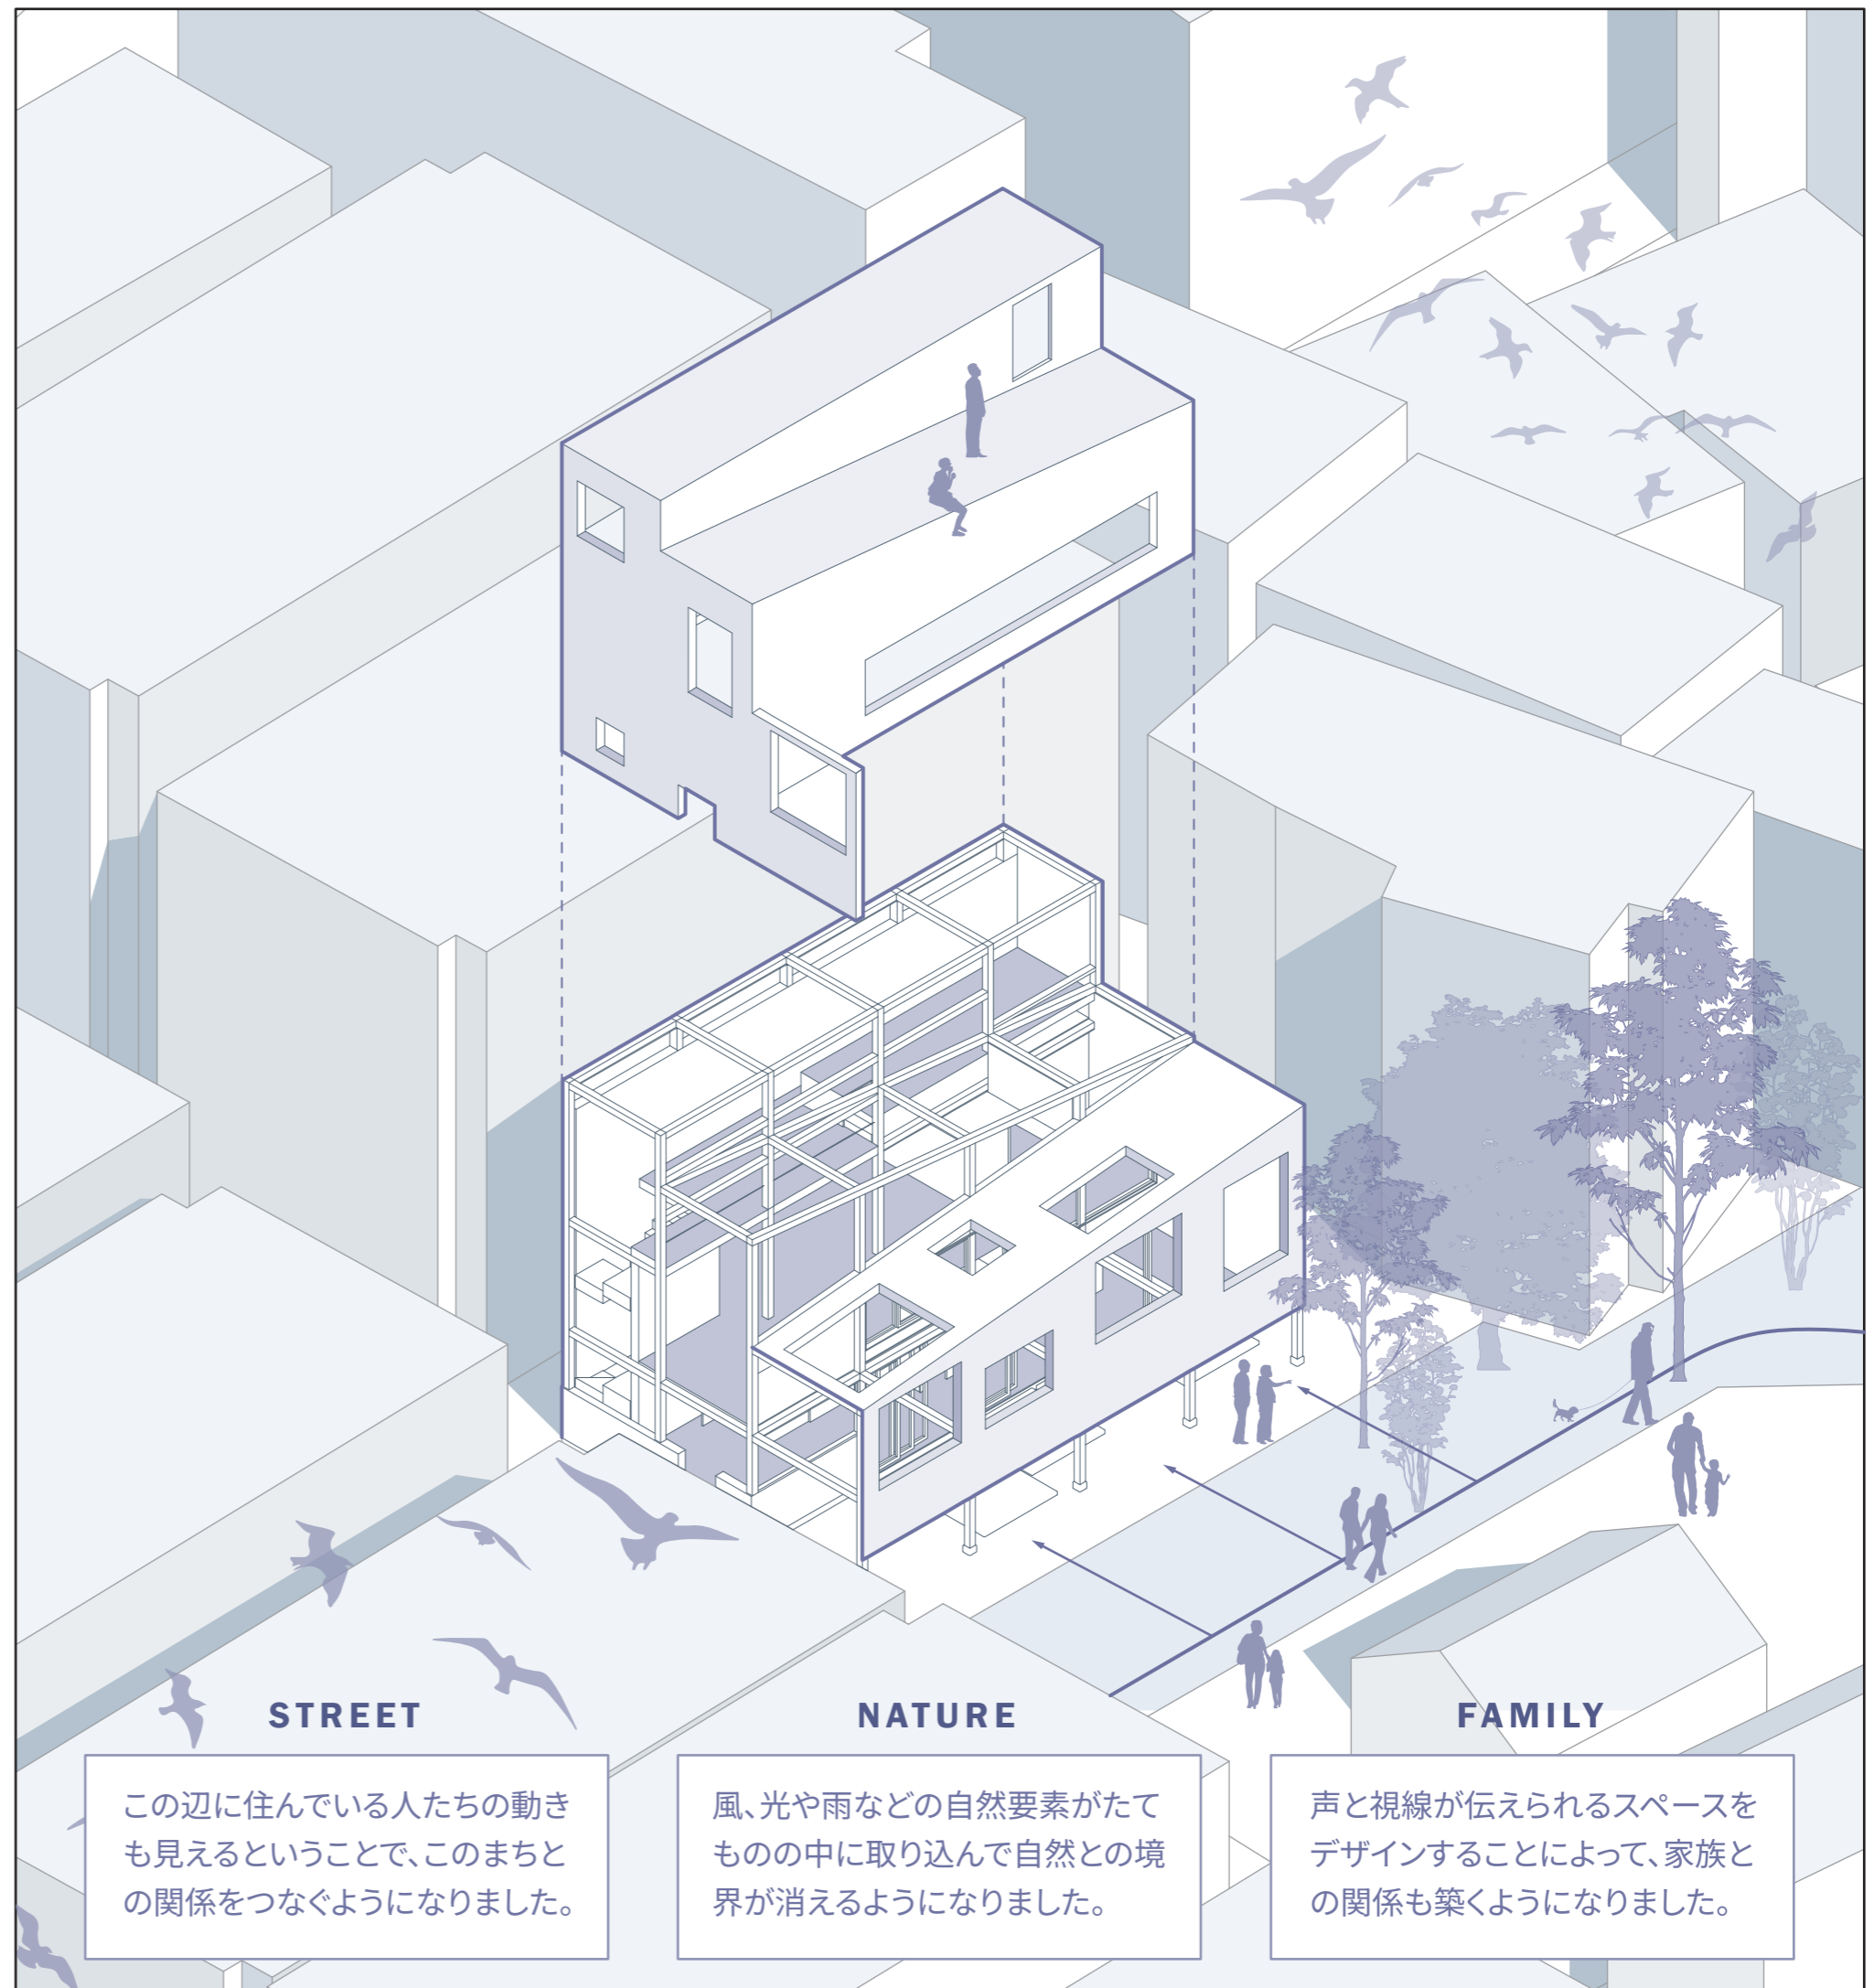 STREET
この辺に住んでいる人たちの動き
も見えるということで、このまちと
の関係をつなぐようになりました。
NATURE
風、光や雨などの自然要素がたて
ものの中に取り込んで自然との境
界が消えるようになりました。
FAMILY
声と視線が伝えられるスペースを
デザインすることによって、家族と
の関係も築くようになりました。